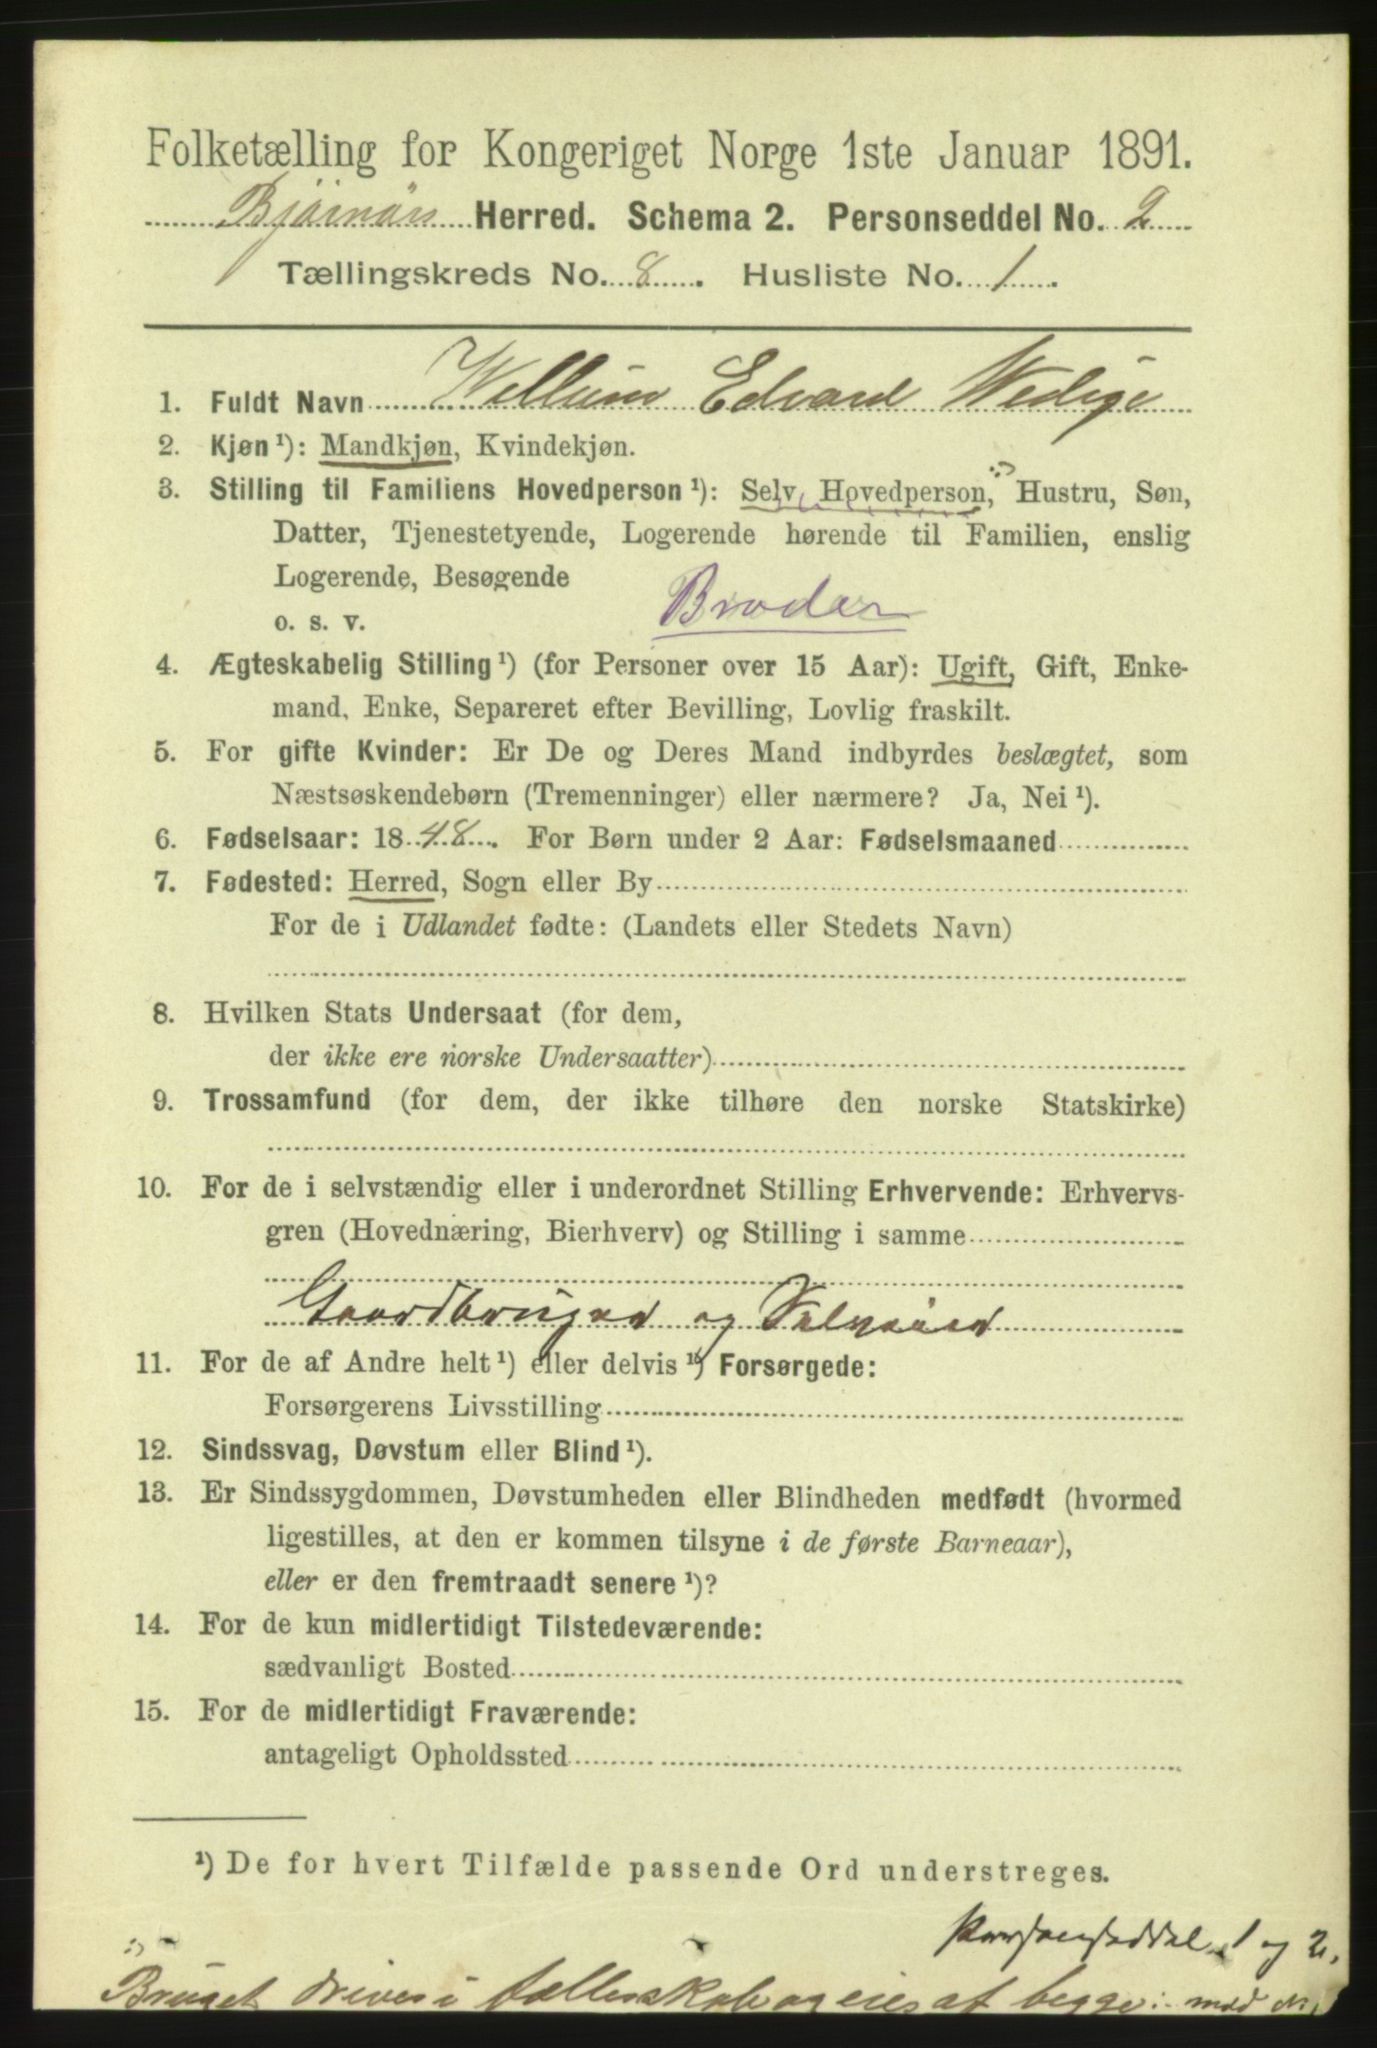 Folketælling for Kongeriget Norge 1ste Januar 1891.
Bjørnørs Herred. Schema 2. Personseddel No. 2
Tællingskreds No. 8. Husliste No. 1.
1. Fuldt Navn Willum Edvard Wedige
2. Kjøn¹): Mandkjøn, Kvindekjøn.
3. Stilling til Familiens Hovedperson¹): Selv Hovedperson, Hustru, Søn,
Datter, Tjenestetyende, Logerende hørende til Familien, enslig
Logerende, Besøgende
o. s. v. Broder
4. Ægteskabelig Stilling¹) (for Personer over 15 Aar): Ugift, Gift, Enke-
mand, Enke, Separeret efter Bevilling, Lovlig fraskilt.
5. For gifte Kvinder: Er De og Deres Mand indbyrdes beslægtet, som
Næstsøskendebørn (Tremenninger) eller nærmere? Ja, Nei¹).
6. Fødselsaar: 1848. For Børn under 2 Aar: Fødselsmaaned
7. Fødested: Herred, Sogn eller By
For de i Udlandet fødte: (Landets eller Stedets Navn)
8. Hvilken Stats Undersaat (for dem,
der ikke ere norske Undersaatter)
9. Trossamfund (for dem, der ikke tilhøre den norske Statskirke)
10. For de i selvstændig eller i underordnet Stilling Erhvervende: Erhvervs-
gren (Hovednæring, Bierhverv) og Stilling i samme
Gaardbruger og Selveier
11. For de af Andre helt¹) eller delvis¹) Forsørgede:
Forsørgerens Livsstilling
12. Sindssvag, Døvstum eller Blind¹).
13. Er Sindssygdommen, Døvstumheden eller Blindheden medfødt (hvormed
ligestilles, at den er kommen tilsyne i de første Barneaar),
eller er den fremtraadt senere¹)?
14. For de kun midlertidigt Tilstedeværende:
sædvanligt Bosted
15. For de midlertidigt Fraværende:
antageligt Opholdssted
¹) De for hvert Tilfælde passende Ord understreges.
Personseddel 1 og 2.
Bruget drives i fællesskab og eies af begge: med